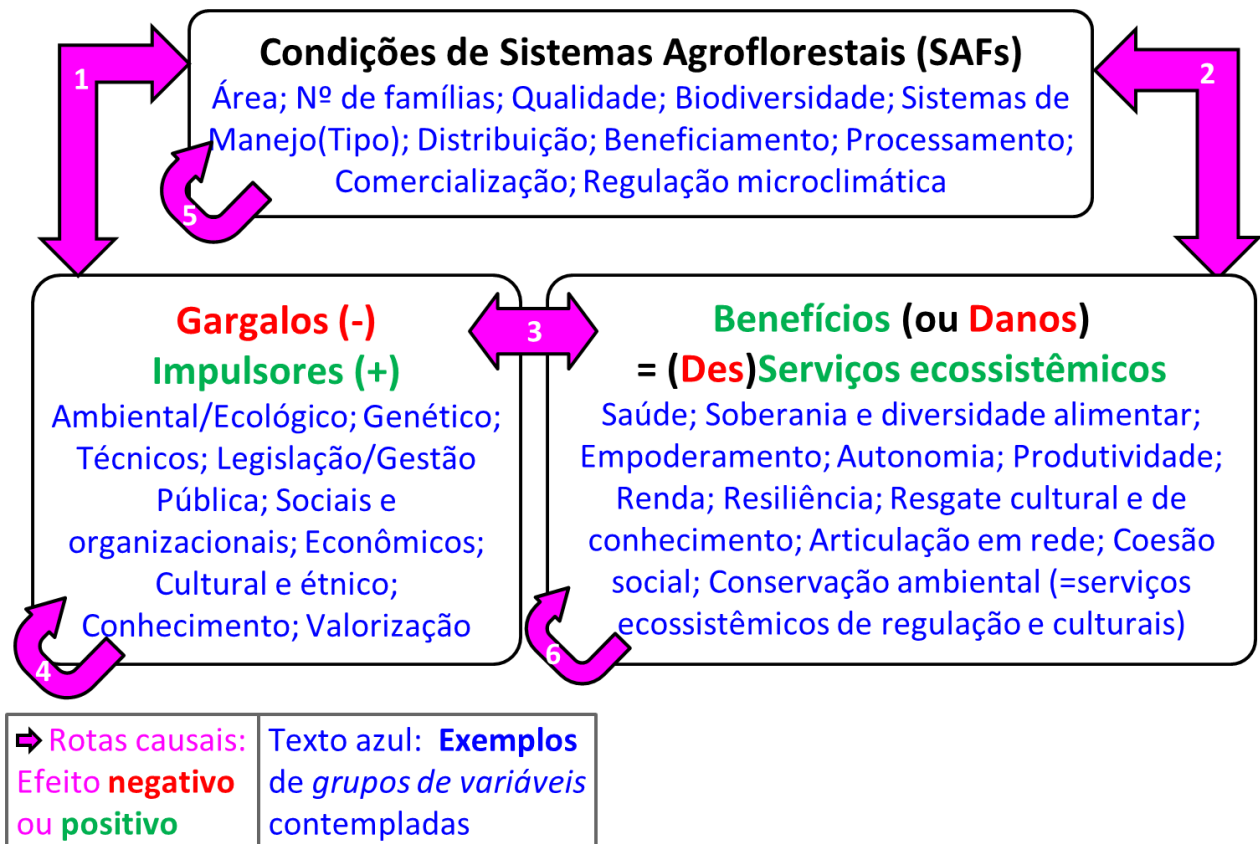 Condições de Sistemas Agroflorestais (SAFs)
Área; Nº de famílias; Qualidade; Biodiversidade; Sistemas de
Manejo(Tipo); Distribuição; Beneficiamento; Processamento;
Comercialização; Regulação microclimática
1
2
5
Gargalos (-)
Impulsores (+)
Ambiental/Ecológico; Genético;
Técnicos; Legislação/Gestão
Pública; Sociais e
organizacionais; Econômicos;
Cultural e étnico;
Conhecimento; Valorização
4
3
Benefícios (ou Danos)
= (Des)Serviços ecossistêmicos
Saúde; Soberania e diversidade alimentar;
Empoderamento; Autonomia; Produtividade;
Renda; Resiliência; Resgate cultural e de
conhecimento; Articulação em rede; Coesão
social; Conservação ambiental (=serviços
ecossistêmicos de regulação e culturais)
6
Rotas causais:
Efeito negativo
ou positivo
Texto azul: Exemplos
de grupos de variáveis
contempladas